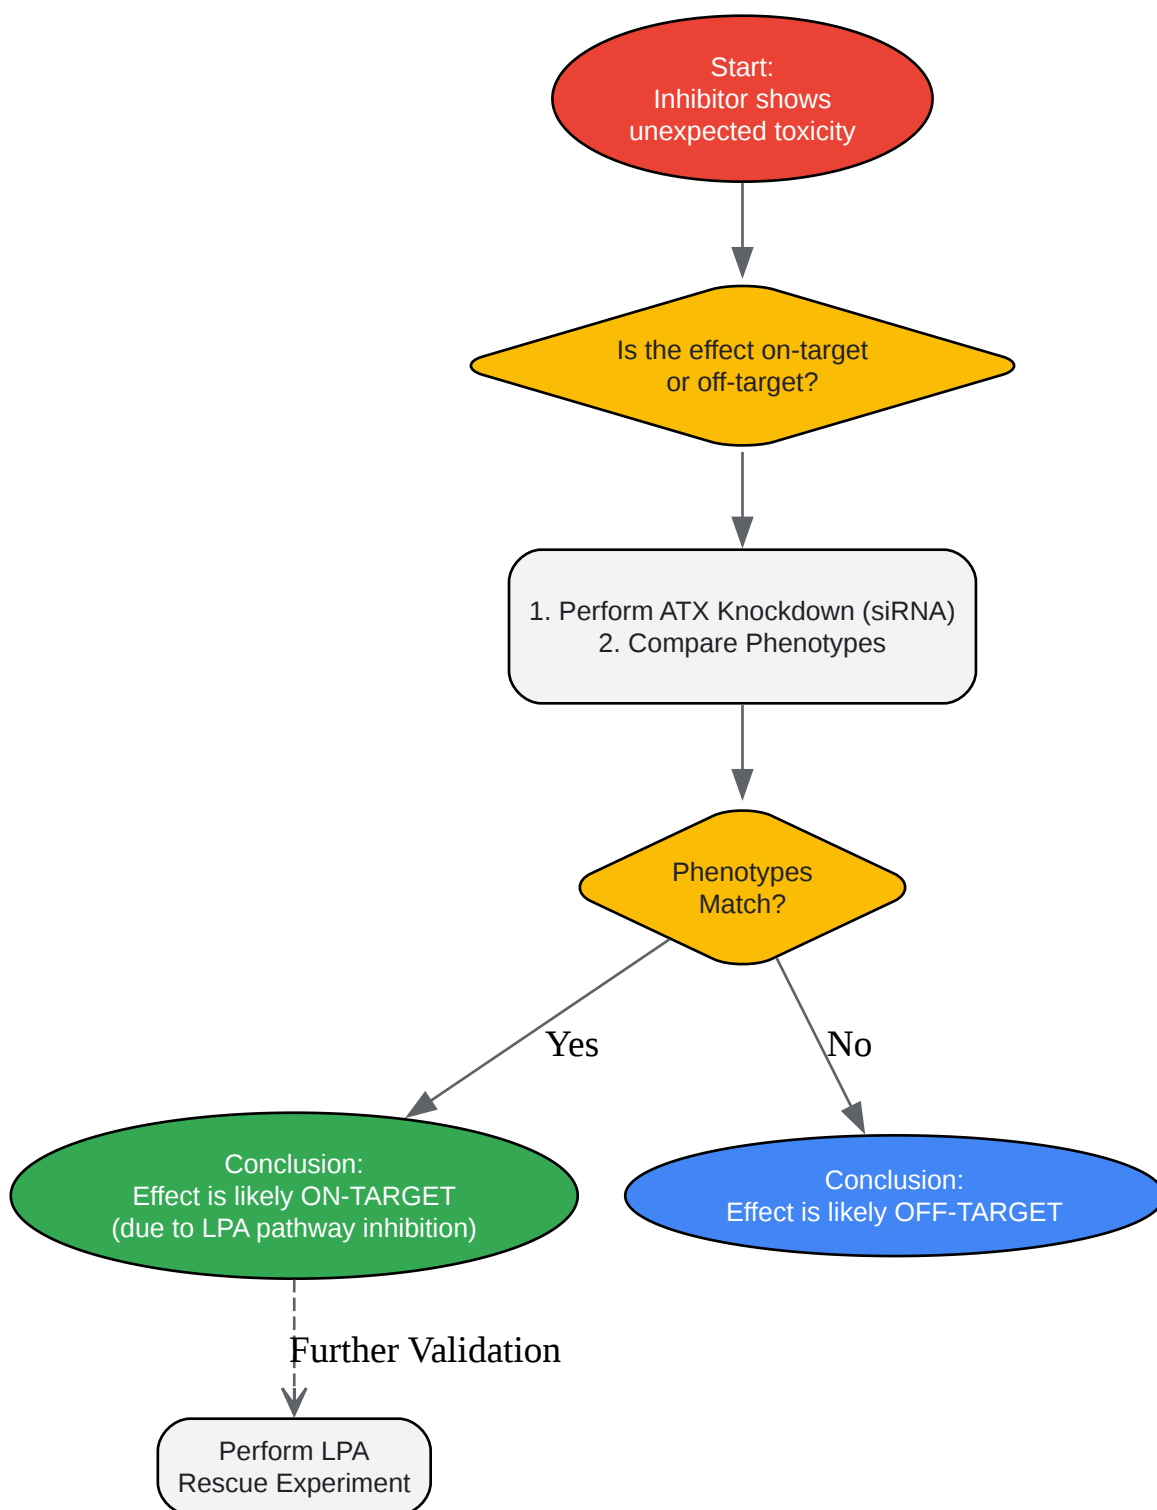 Start:
Inhibitor shows
unexpected toxicity
Is the effect on-target
or off-target?
1. Perform ATX Knockdown (siRNA)
2. Compare Phenotypes
Phenotypes
Match?
Yes
No
Conclusion:
Effect is likely ON-TARGET
(due to LPA pathway inhibition)
Conclusion:
Effect is likely OFF-TARGET
Further Validation
Perform LPA
Rescue Experiment